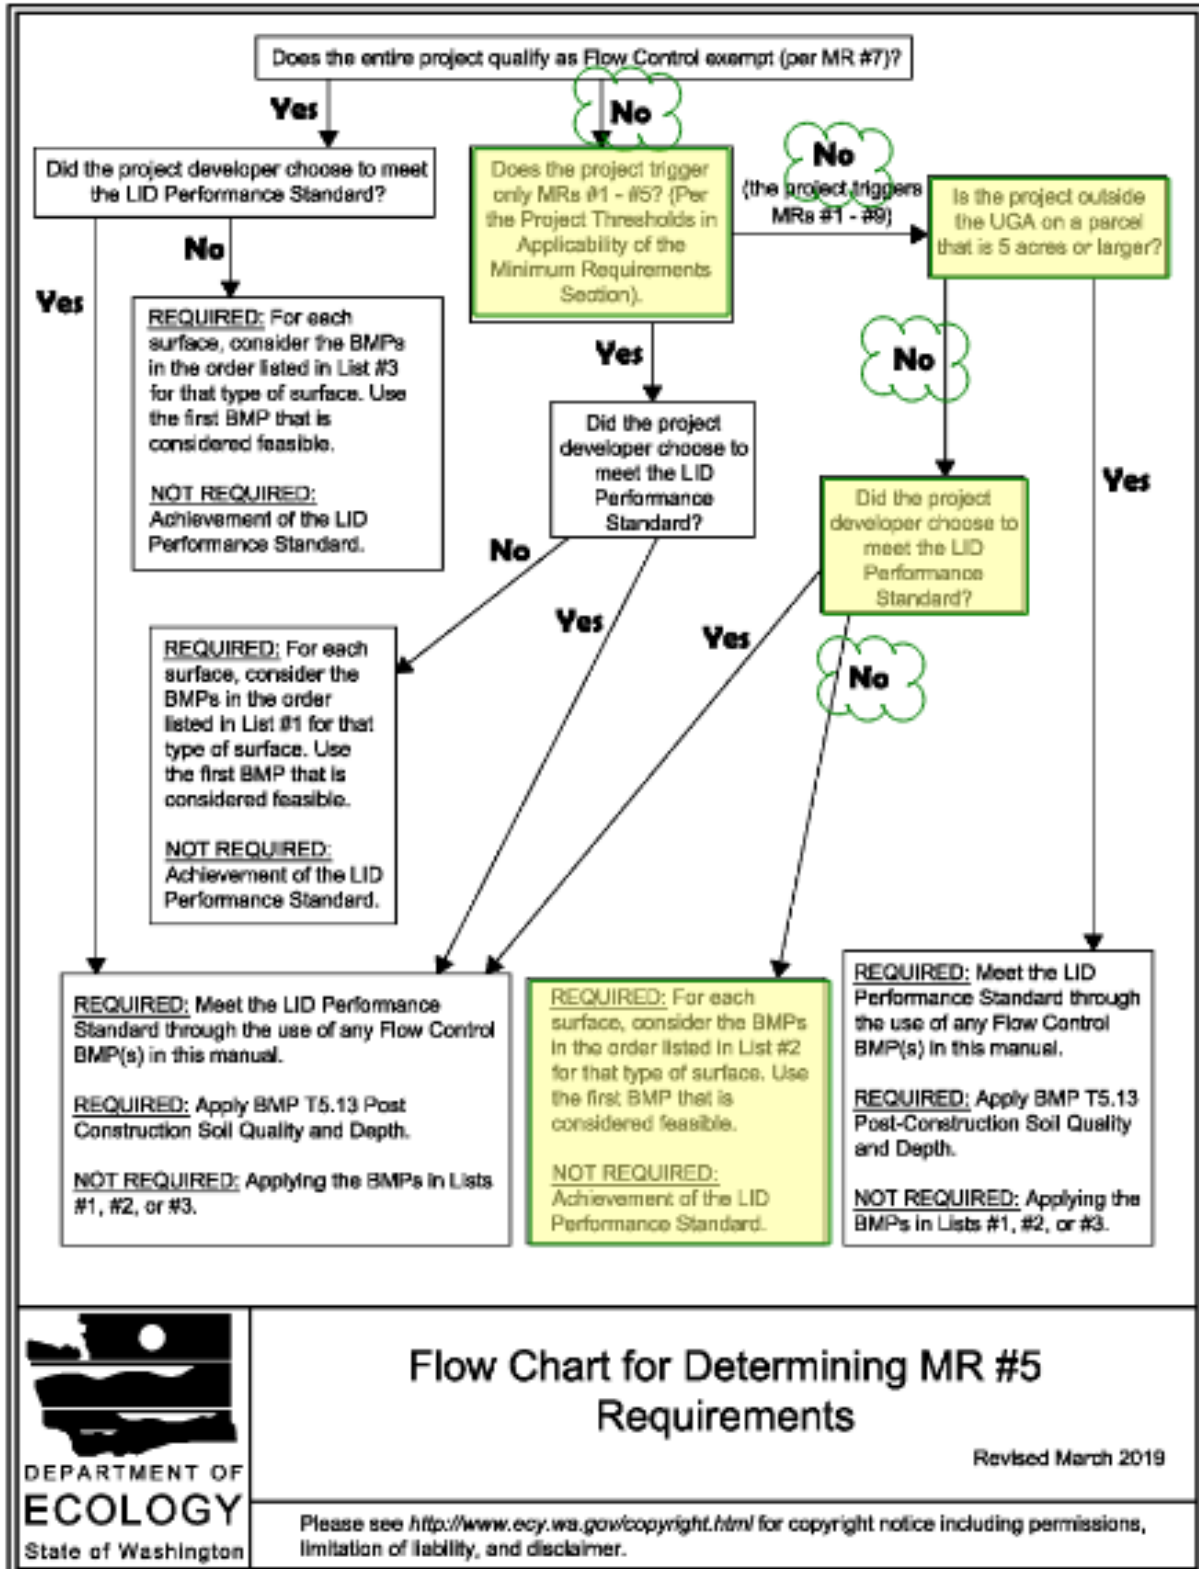 Does the entire project qualify as Flow Control exempt (per MR #7)?
Yes
No
Did the project developer choose to meet
the LID Performance Standard?
Does the project trigger
only MRs #1 - #5? (Per
the Project Thresholds in
Applicability of the
Minimum Requirements
Section).
No
(the project triggers
MRs #1 - #9)
Is the project outside
the UGA on a parcel
that is 5 acres or larger?
No
Yes
REQUIRED: For each
surface, consider the BMPs
in the order listed in List #3
for that type of surface. Use
the first BMP that is
considered feasible.
NOT REQUIRED:
Achievement of the LID
Performance Standard.
Yes
No
Did the project
developer choose to
meet the LID
Performance
Standard?
Yes
Did the project
developer choose to
meet the LID
Performance
Standard?
No
Yes
Yes
No
REQUIRED: For each
surface, consider the
BMPs in the order
listed in List #1 for that
type of surface. Use
the first BMP that is
considered feasible.
NOT REQUIRED:
Achievement of the LID
Performance Standard.
REQUIRED: Meet the LID Performance
Standard through the use of any Flow Control
BMP(s) in this manual.
REQUIRED: Apply BMP T5.13 Post
Construction Soil Quality and Depth.
NOT REQUIRED: Applying the BMPs in Lists
#1, #2, or #3.
REQUIRED: For each
surface, consider the BMPs
in the order listed in List #2
for that type of surface. Use
the first BMP that is
considered feasible.
NOT REQUIRED:
Achievement of the LID
Performance Standard.
REQUIRED: Meet the LID
Performance Standard through
the use of any Flow Control
BMP(s) in this manual.
REQUIRED: Apply BMP T5.13
Post-Construction Soil Quality
and Depth.
NOT REQUIRED: Applying the
BMPs in Lists #1, #2, or #3.
DEPARTMENT OF
ECOLOGY
State of Washington
Flow Chart for Determining MR #5
Requirements
Revised March 2019
Please see http://www.ecy.wa.gov/copyright.html for copyright notice including permissions,
limitation of liability, and disclaimer.